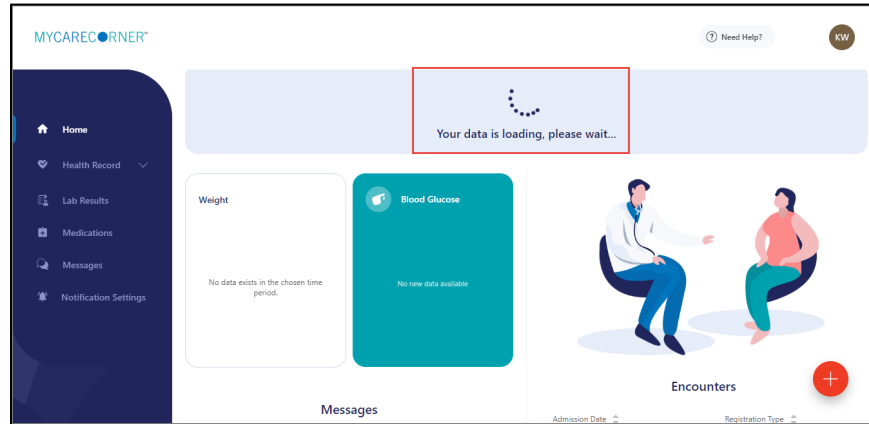 MYCARECORNER™
Need Help?
KW
Your data is loading, please wait...
Home
Health Record
Lab Results
Medications
Messages
Notification Settings
Weight
No data exists in the chosen time
period.
Blood Glucose
No new data available
Messages
Encounters
Admission Date
Registration Type